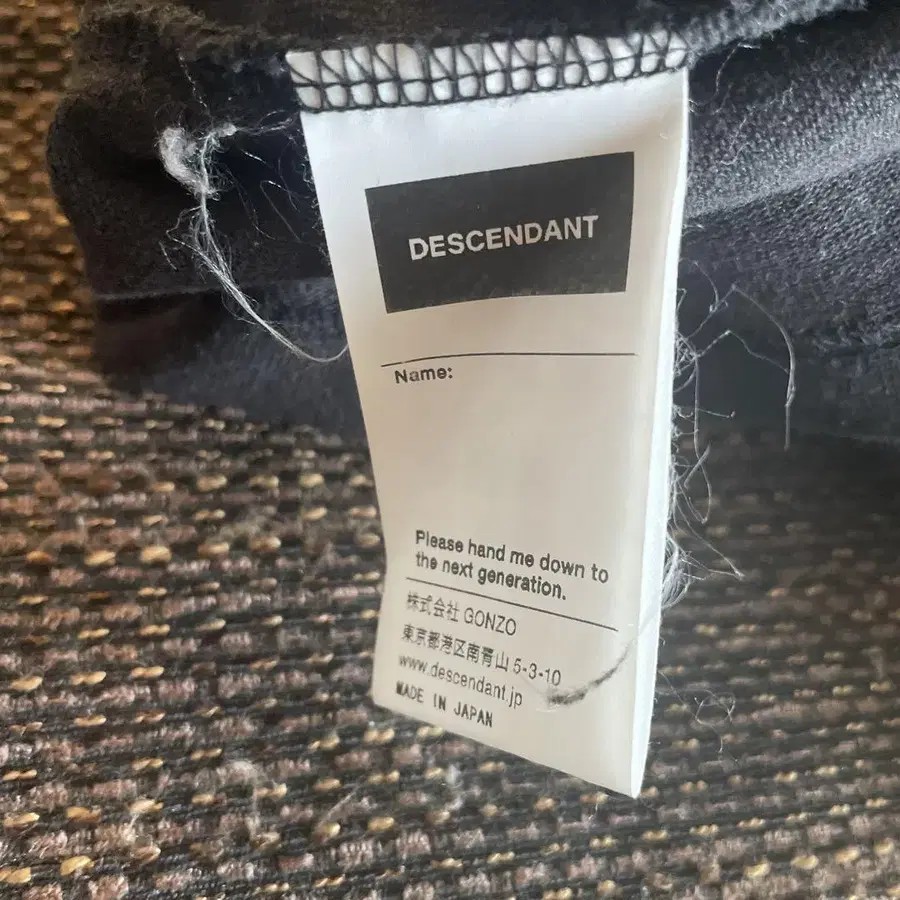 DESCENDANT
Name:
Please hand me down to
the next generation.
株式会社 GONZO
東京都港区南青山 5-3-10
www.descendant.jp
MADE IN JAPAN